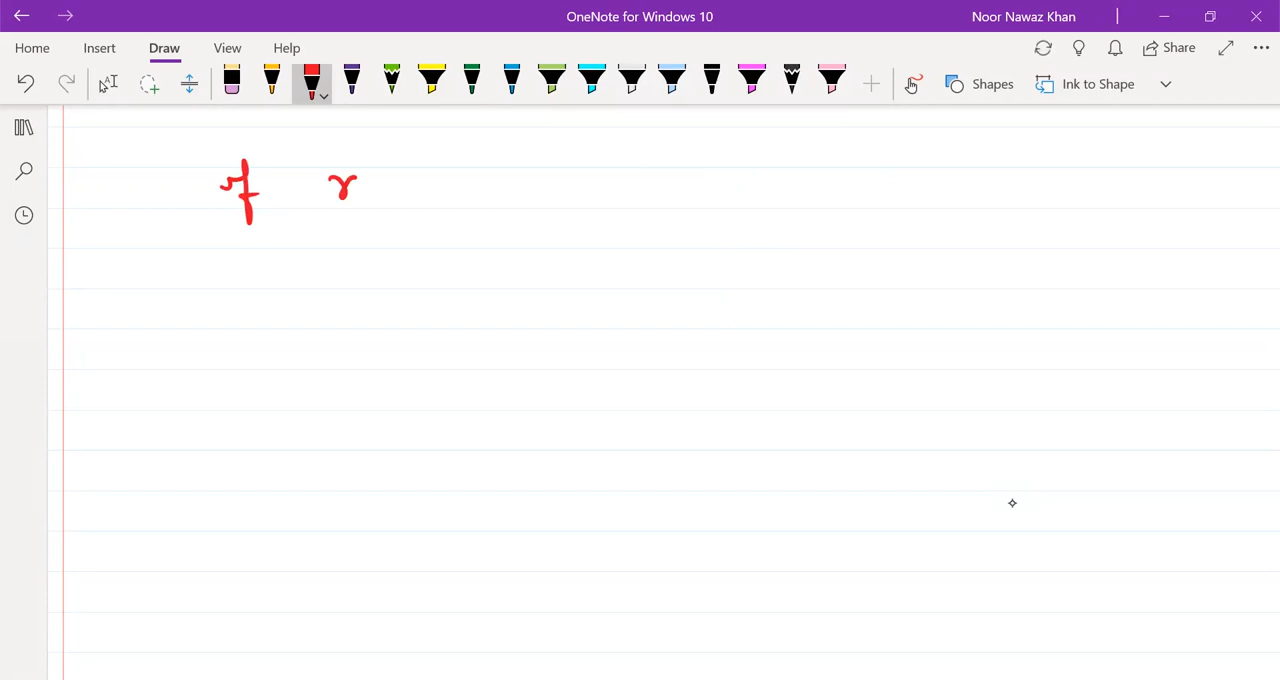 OneNote for Windows 10 Noor Nawaz Khan
Home Insert Draw View Help Share
Shapes Ink to Shape
f r